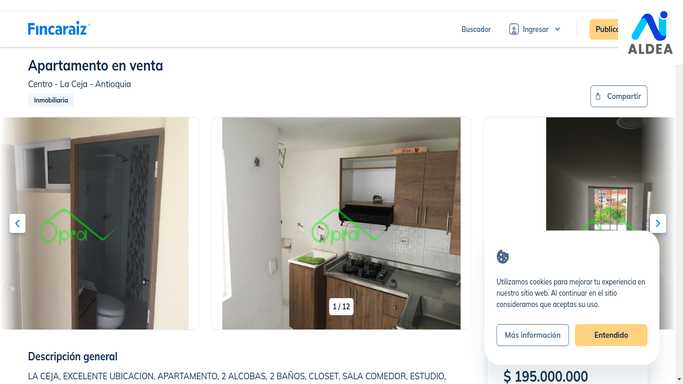 Fincaraiz
Buscador
Ingresar
Public
ALDEA
Apartamento en venta
Centro - La Ceja - Antioquia
Inmobiliaria
Compartir
Opra
Opra
1 / 12
Utilizamos cookies para mejorar tu experiencia en
nuestro sitio web. Al continuar en el sitio
consideramos que aceptas su uso.
Más información
Entendido
Descripción general
LA CEJA, EXCELENTE UBICACION, APARTAMENTO, 2 ALCOBAS, 2 BAÑOS, CLOSET, SALA COMEDOR, ESTUDIO,
$ 195.000.000